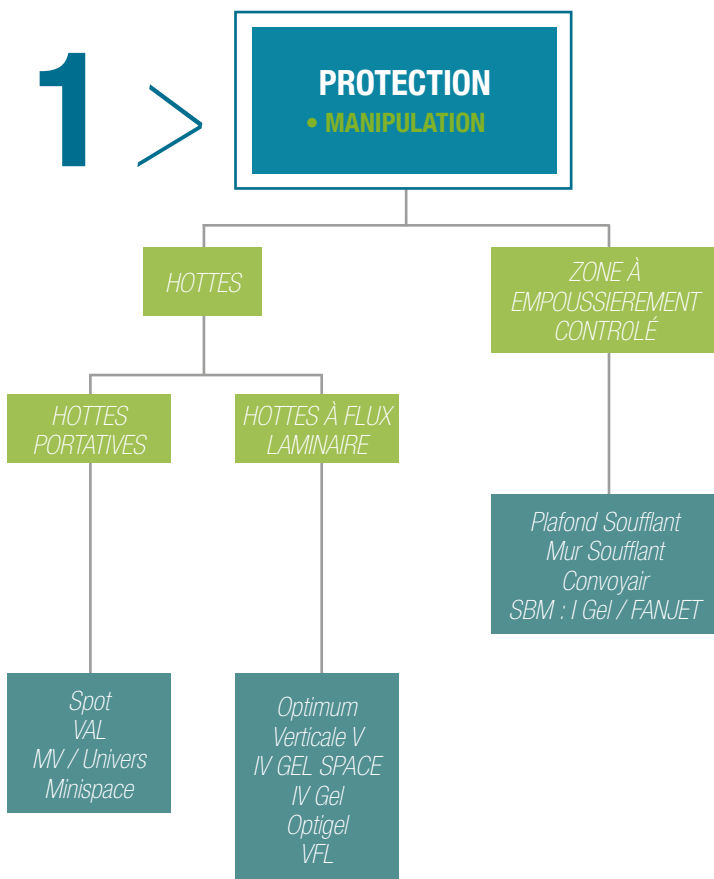 1 >
PROTECTION
• MANIPULATION
HOTTES
ZONE À
EMPOUSSIEREMENT
CONTROLÉ
HOTTES
PORTATIVES
HOTTES À FLUX
LAMINAIRE
Plafond Soufflant
Mur Soufflant
Convoyair
SBM : I Gel / FANJET
Spot
VAL
MV / Univers
Minispace
Optimum
Verticale V
IV GEL SPACE
IV Gel
Optigel
VFL